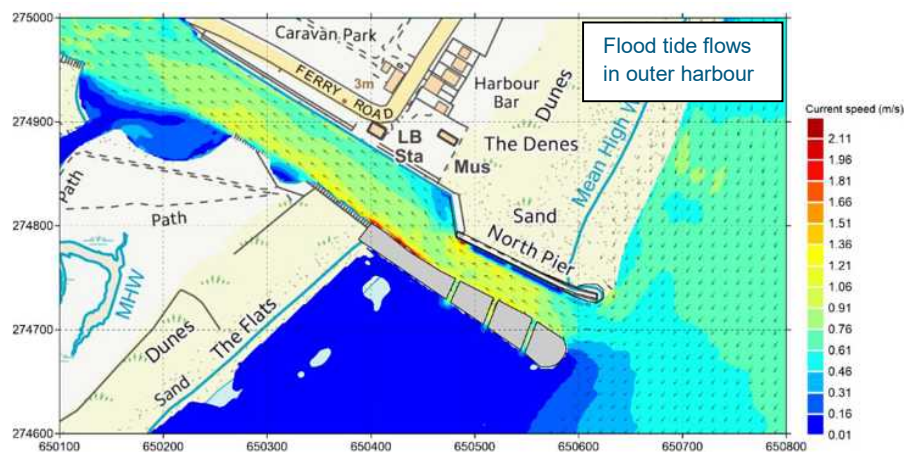 275000
274900
274800
274700
274600
650100
650200
650300
650400
650500
650600
650700
650800
Caravan Park
FERRY ROAD
3m
Harbour
Bar
Dunes
LB
Sta
Mus
The Denes
Mean High W
Sand
North Pier
Path
Path
MHW
Dunes
The Flats
Sand
Flood tide flows
in outer harbour
Current speed (m/s)
2.11
1.96
1.81
1.66
1.51
1.36
1.21
1.06
0.91
0.76
0.61
0.46
0.31
0.16
0.01